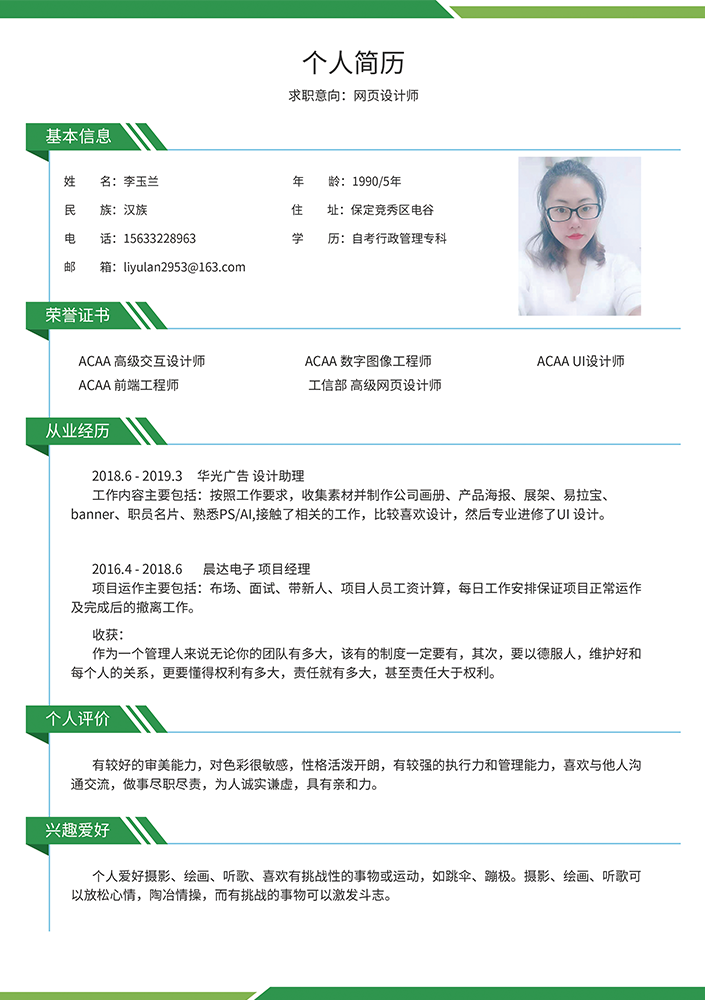 个人简历
求职意向：网页设计师
基本信息
姓 名：李玉兰 年 龄：1990/5年
民 族：汉族 住 址：保定竞秀区电谷
电 话：15633228963 学 历：自考行政管理专科
邮 箱：liyulan2953@163.com
荣誉证书
ACAA 高级交互设计师 ACAA 数字图像工程师 ACAA UI设计师
ACAA 前端工程师 工信部 高级网页设计师
从业经历
2018.6 - 2019.3 华光广告 设计助理
工作内容主要包括：按照工作要求，收集素材并制作公司画册、产品海报、展架、易拉宝、
banner、职员名片、熟悉PS/AI,接触了相关的工作，比较喜欢设计，然后专业进修了UI 设计。
2016.4 - 2018.6 晨达电子 项目经理
项目运作主要包括：布场、面试、带新人、项目人员工资计算，每日工作安排保证项目正常运作
及完成后的撤离工作。
收获：
作为一个管理人来说无论你的团队有多大，该有的制度一定要有，其次，要以德服人，维护好和
每个人的关系，更要懂得权利有多大，责任就有多大，甚至责任大于权利。
个人评价
有较好的审美能力，对色彩很敏感，性格活泼开朗，有较强的执行力和管理能力，喜欢与他人沟
通交流，做事尽职尽责，为人诚实谦虚，具有亲和力。
兴趣爱好
个人爱好摄影、绘画、听歌、喜欢有挑战性的事物或运动，如跳伞、蹦极。摄影、绘画、听歌可
以放松心情，陶冶情操，而有挑战的事物可以激发斗志。